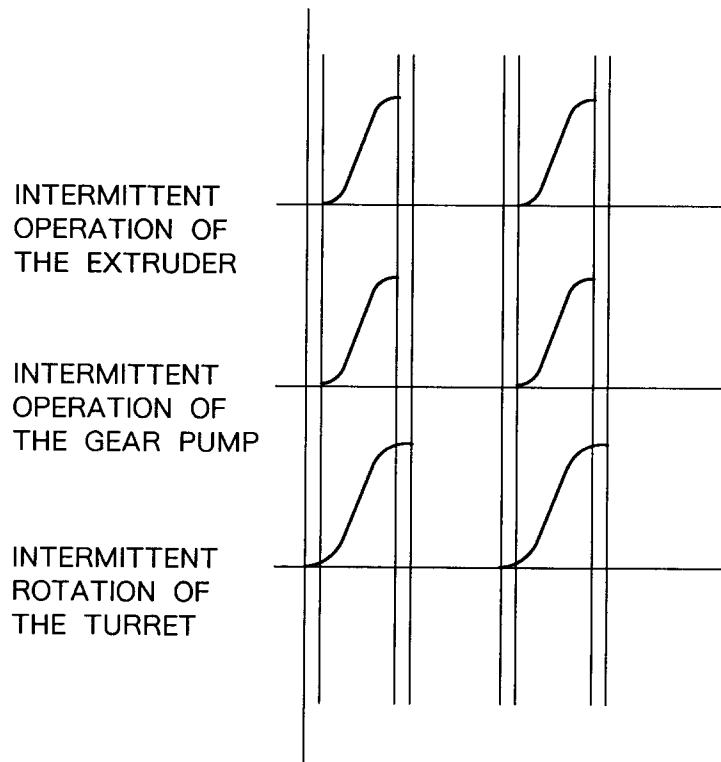 INTERMITTENT
OPERATION OF
THE EXTRUDER
INTERMITTENT
OPERATION OF
THE GEAR PUMP
INTERMITTENT
ROTATION OF
THE TURRET